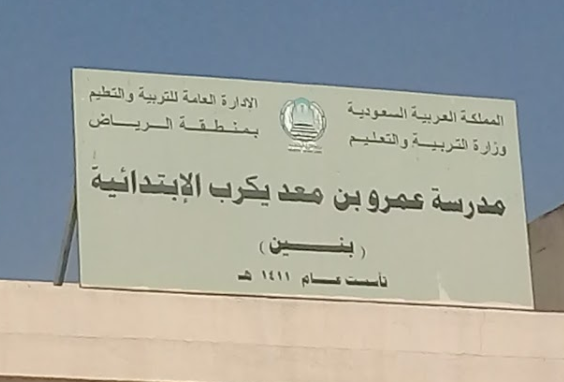 المملكة العربية السعودية
وزارة التربية والتعليم
الادارة العامة للتربية والتعليم
بمنطقة الرياض
مدرسة عمرو بن معد يكرب الإبتدائية
( بنين )
تأسست عام ١٤١١ هـ